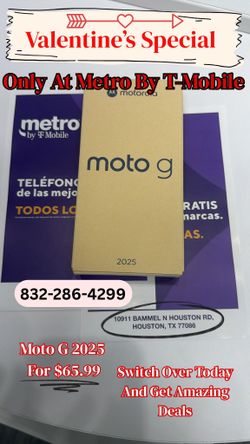 Valentine's Special
Only At Metro By T-Mobile
motorola
metro
by T Mobile
moto g
TELÉFONO
de las mejo
TODOS LO
RATIS
marcas.
AS.
2025
832-286-4299
10911 BAMMEL N HOUSTON RD,
HOUSTON, TX 77086
Moto G 2025
For $65.99
Switch Over Today
And Get Amazing
Deals